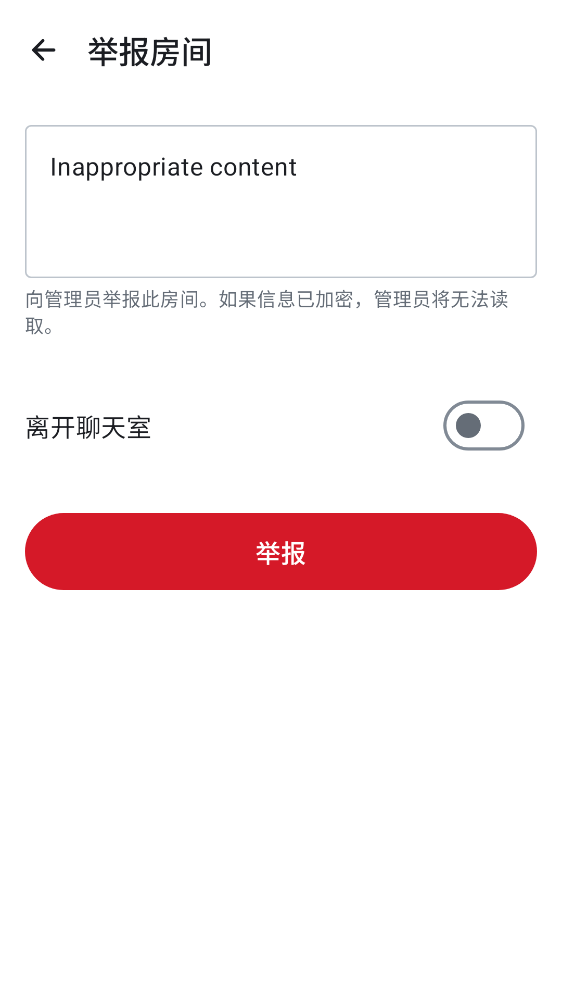 举报房间
Inappropriate content
向管理员举报此房间。如果信息已加密，管理员将无法读
取。
离开聊天室
举报